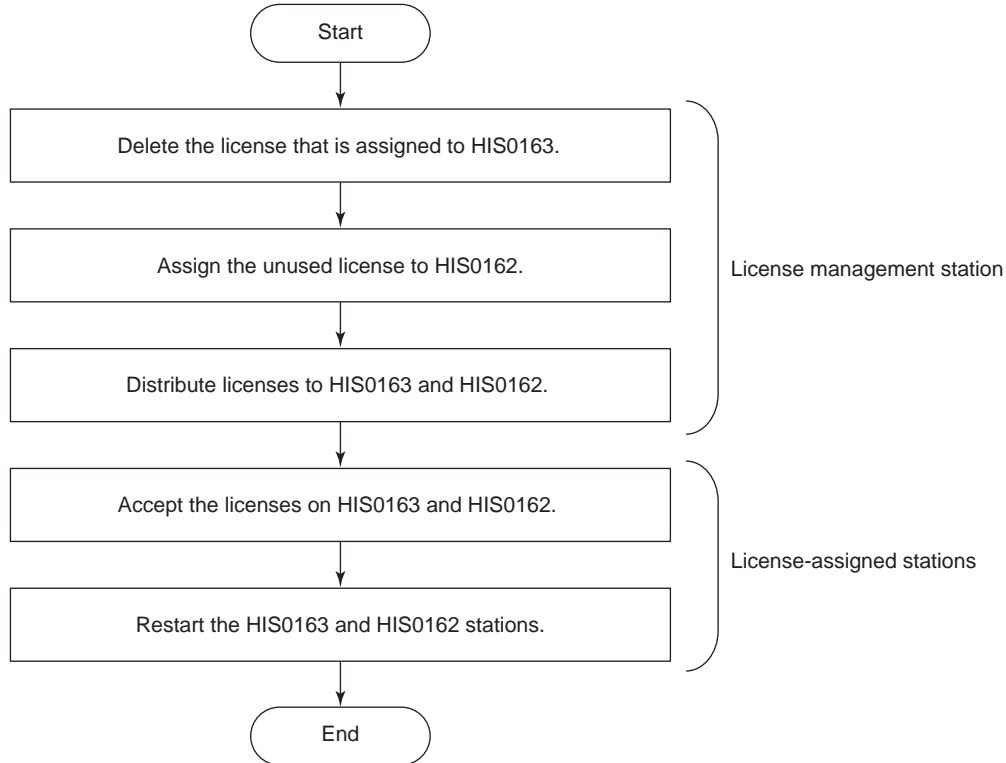 Start
Delete the license that is assigned to HIS0163.
Assign the unused license to HIS0162.
License management station
Distribute licenses to HIS0163 and HIS0162.
Accept the licenses on HIS0163 and HIS0162.
License-assigned stations
Restart the HIS0163 and HIS0162 stations.
End